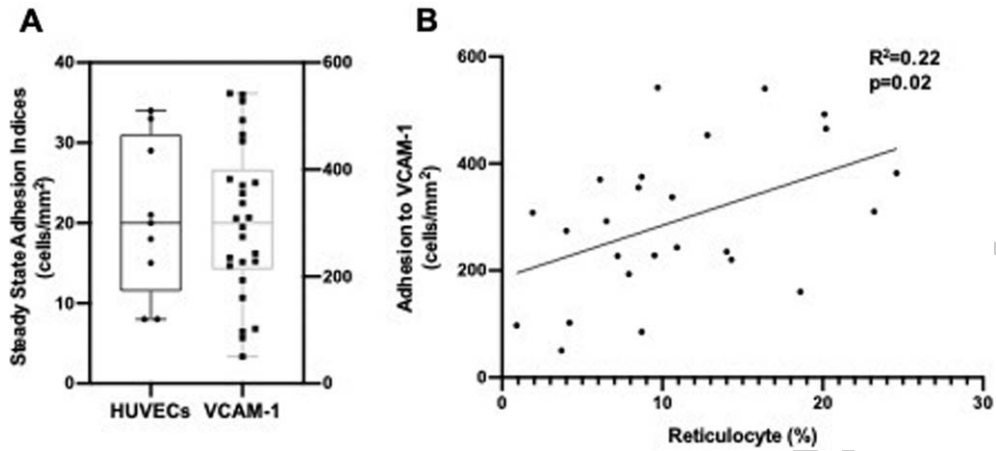 A
Steady State Adhesion Indices
(cells/mm²)
40
30
20
10
0
600
400
200
0
HUVECs VCAM-1
B
Adhesion to VCAM-1
(cells/mm²)
600
400
200
0
R²=0.22
p=0.02
0 10 20 30
Reticulocyte (%)